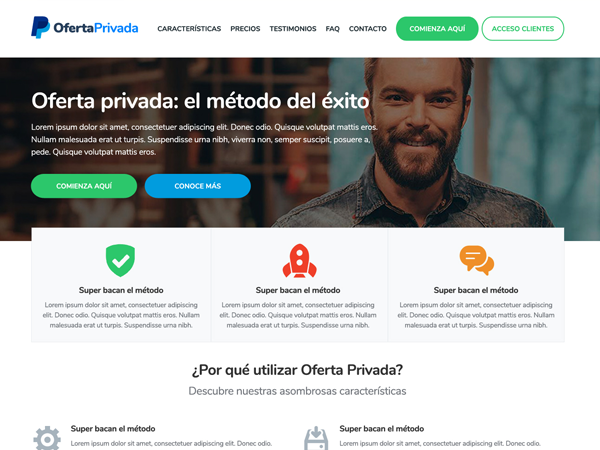 OfertaPrivada
CARACTERÍSTICAS PRECIOS TESTIMONIOS FAQ CONTACTO COMIENZA AQUÍ ACCESO CLIENTES
Oferta privada: el método del éxito
Lorem ipsum dolor sit amet, consectetuer adipiscing elit. Donec odio. Quisque volutpat mattis eros.
Nullam malesuada erat ut turpis. Suspendisse urna nibh, viverra non, semper suscipit, posuere a,
pede. Quisque volutpat mattis eros.
COMIENZA AQUÍ CONOCE MÁS
Super bacan el método
Lorem ipsum dolor sit amet, consectetuer adipiscing
elit. Donec odio. Quisque volutpat mattis eros. Nullam
malesuada erat ut turpis. Suspendisse urna nibh.
Super bacan el método
Lorem ipsum dolor sit amet, consectetuer adipiscing
elit. Donec odio. Quisque volutpat mattis eros. Nullam
malesuada erat ut turpis. Suspendisse urna nibh.
Super bacan el método
Lorem ipsum dolor sit amet, consectetuer adipiscing
elit. Donec odio. Quisque volutpat mattis eros. Nullam
malesuada erat ut turpis. Suspendisse urna nibh.
¿Por qué utilizar Oferta Privada?
Descubre nuestras asombrosas características
Super bacan el método
Lorem ipsum dolor sit amet, consectetuer adipiscing elit. Donec odio.
Super bacan el método
Lorem ipsum dolor sit amet, consectetuer adipiscing elit. Donec odio.